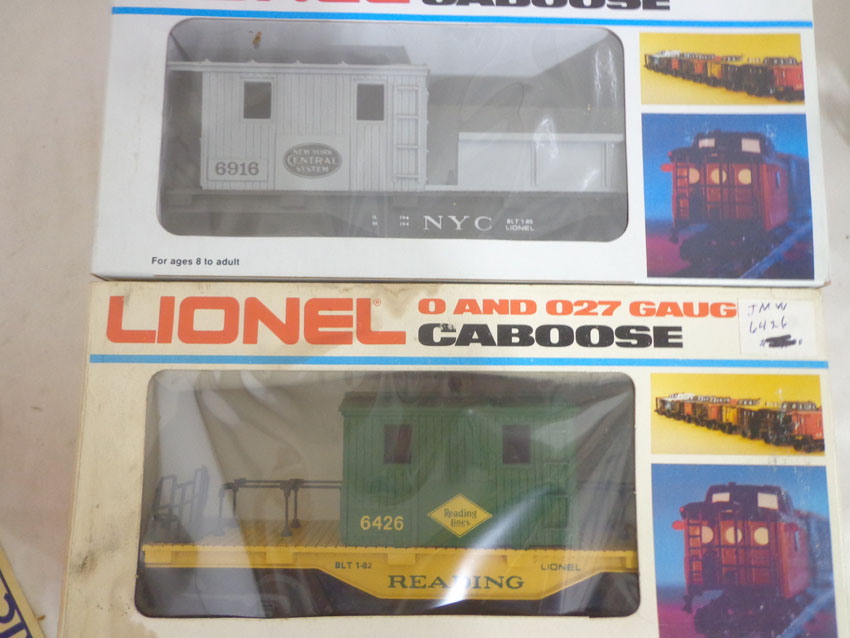 CABOOSE
6916
NEW YORK
CENTRAL
SYSTEM
NYC
BLT 1-85
LIONEL
For ages 8 to adult
LIONEL®
O AND O27 GAUG
CABOOSE
JMW
6426
6426
Reading
Lines
BLT 1-82
LIONEL
READING